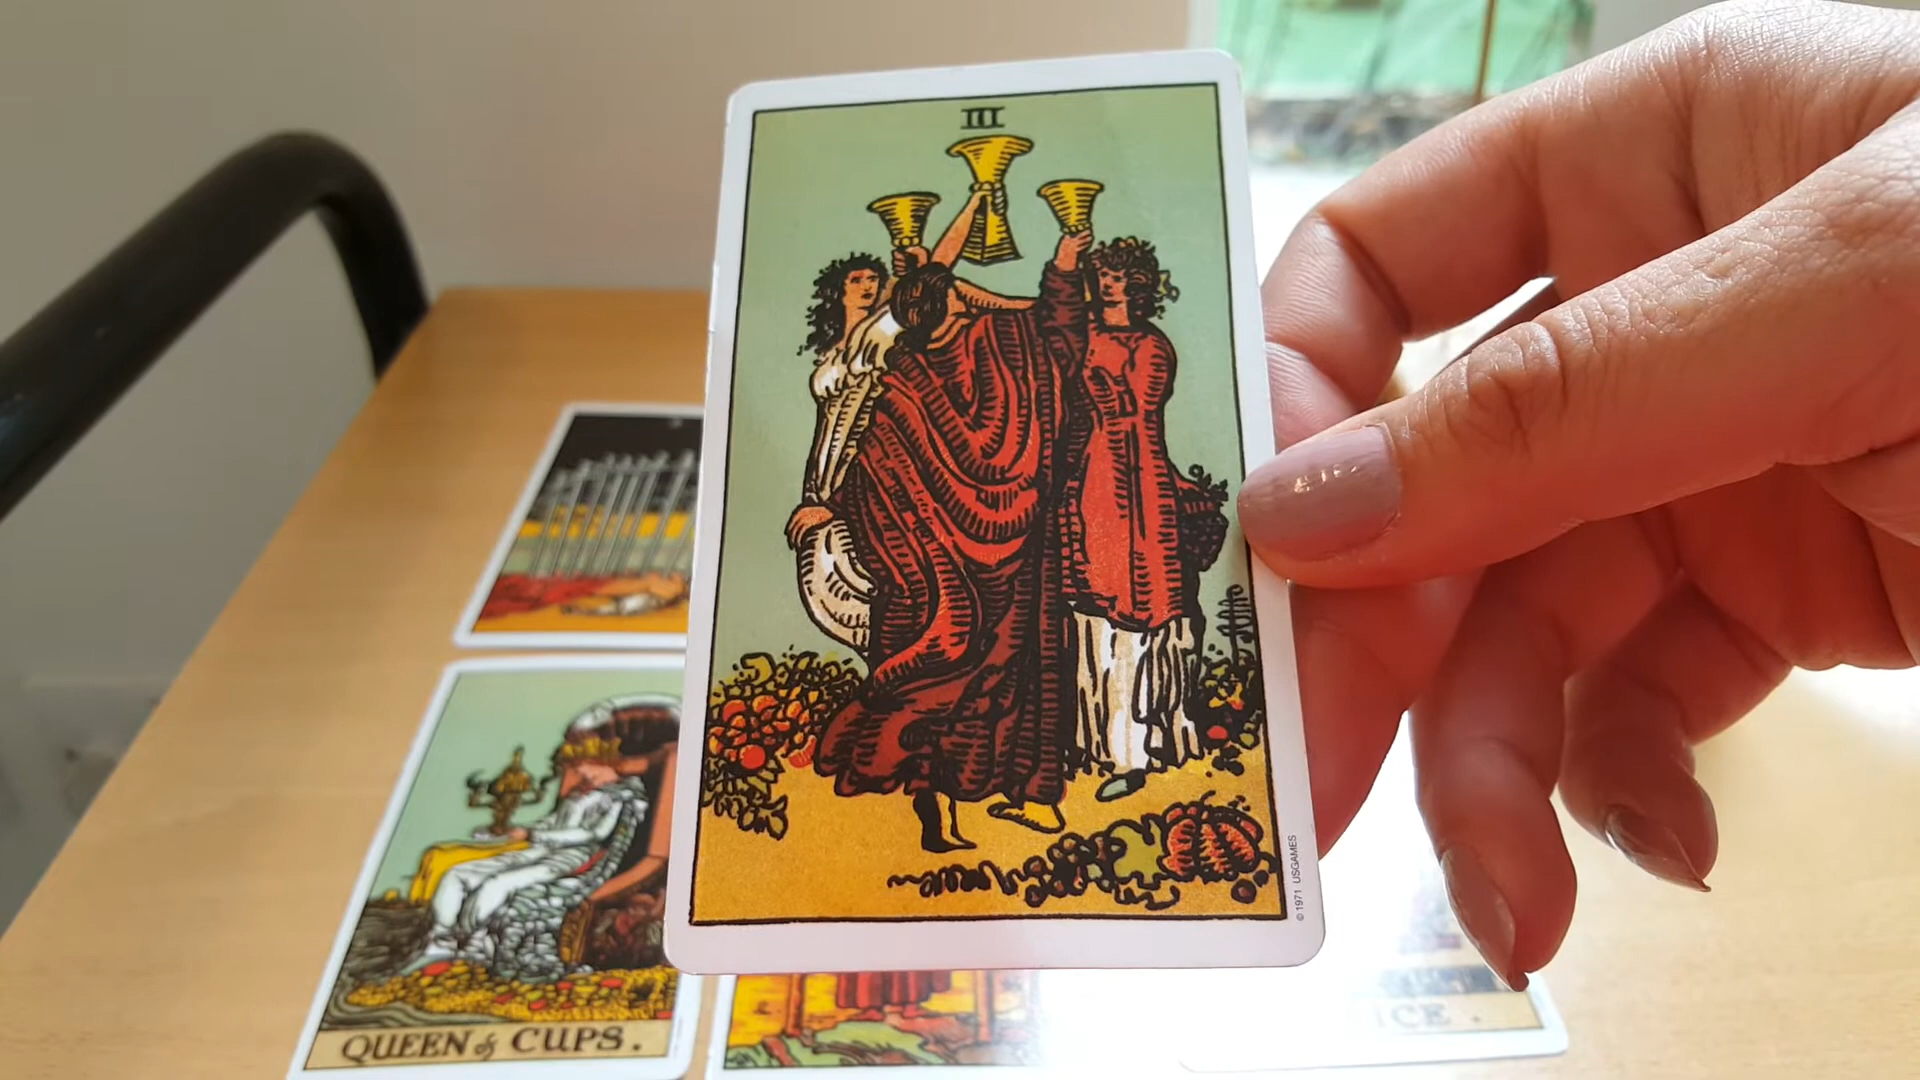 III
© 1971 USGAMES
QUEEN of CUPS.
ICE.